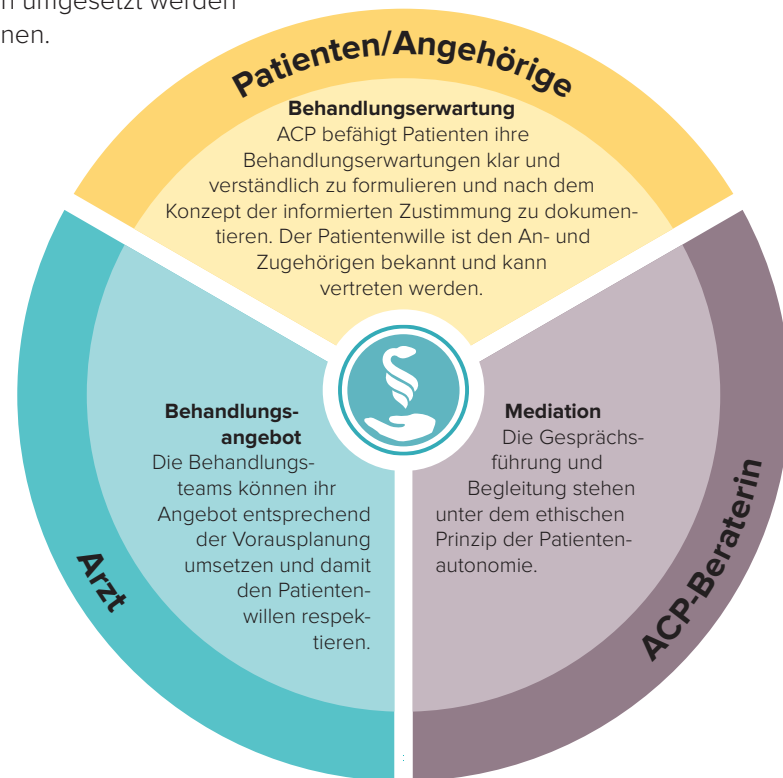 n umgesetzt werden
nen.
Patienten/Angehörige
Behandlungserwartung
ACP befähigt Patienten ihre
Behandlungserwartungen klar und
verständlich zu formulieren und nach dem
Konzept der informierten Zustimmung zu dokumen-
tieren. Der Patientenwille ist den An- und
Zugehörigen bekannt und kann
vertreten werden.
Behandlungs-
angebot
Die Behandlungs-
teams können ihr
Angebot entsprechend
der Vorausplanung
umsetzen und damit
den Patienten-
willen respek-
tieren.
Arzt
Mediation
Die Gesprächs-
führung und
Begleitung stehen
unter dem ethischen
Prinzip der Patienten-
autonomie.
ACP-Beraterin